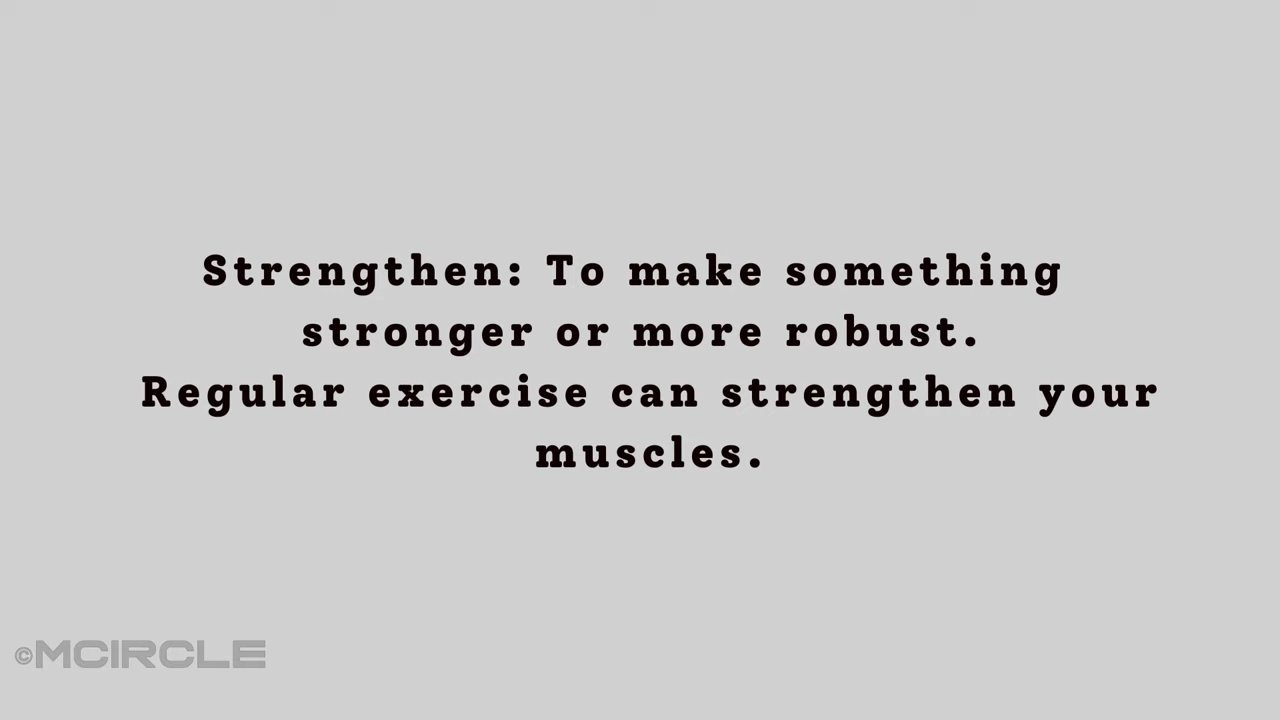 Strengthen: To make something
stronger or more robust.
Regular exercise can strengthen your
muscles.
©MCIRCLE